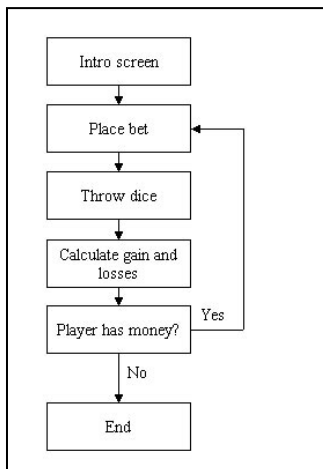 Intro screen
Place bet
Throw dice
Calculate gain and
losses
Player has money?
Yes
No
End